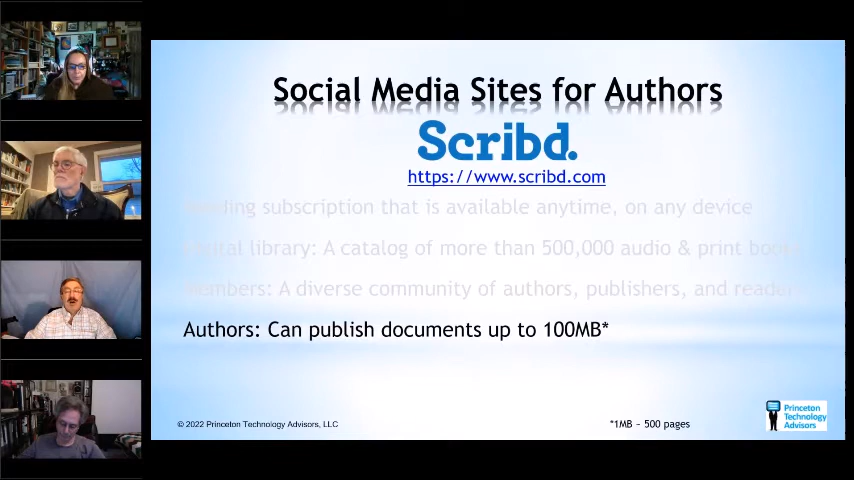 Social Media Sites for Authors
Scribd.
https://www.scribd.com
subscription that is available anytime, on any device
library: A catalog of more than 500,000 audio & print
A diverse community of authors, publishers, and
Authors: Can publish documents up to 100MB*
© 2022 Princeton Technology Advisors, LLC
*1MB – 500 pages
Princeton
Technology
Advisors